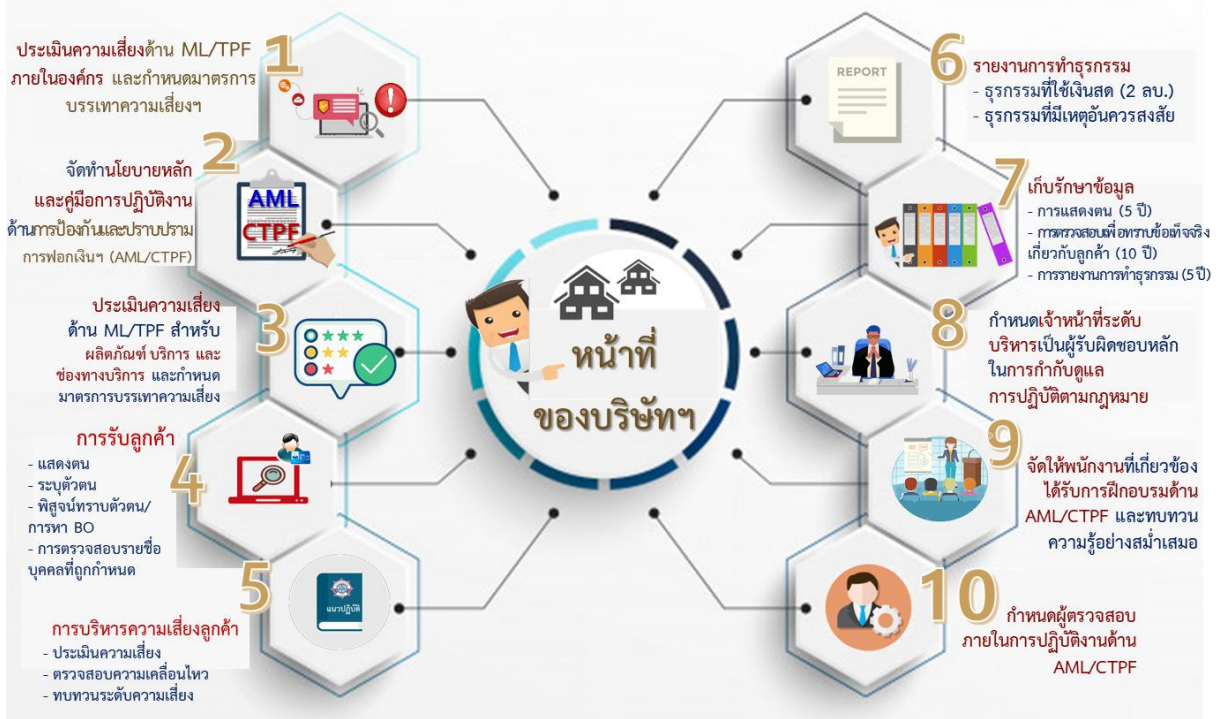 1
ประเมินความเสี่ยงด้าน ML/TPF
ภายในองค์กร และกำหนดมาตรการ
บรรเทาความเสี่ยงฯ
2
จัดทำนโยบายหลัก
และคู่มือการปฏิบัติงาน
ด้านการป้องกันและปราบปราม
การฟอกเงินฯ (AML/CTPF)
AML
CTPF
3
ประเมินความเสี่ยง
ด้าน ML/TPF สำหรับ
ผลิตภัณฑ์ บริการ และ
ช่องทางบริการ และกำหนด
มาตรการบรรเทาความเสี่ยง
4
การรับลูกค้า
- แสดงตน
- ระบุตัวตน
- พิสูจน์ทราบตัวตน/
การหา BO
- การตรวจสอบรายชื่อ
บุคคลที่ถูกกำหนด
5
แนวปฏิบัติ
การบริหารความเสี่ยงลูกค้า
- ประเมินความเสี่ยง
- ตรวจสอบความเคลื่อนไหว
- ทบทวนระดับความเสี่ยง
หน้าที่
ของบริษัทฯ
6
REPORT
รายงานการทำธุรกรรม
- ธุรกรรมที่ใช้เงินสด (2 ลบ.)
- ธุรกรรมที่มีเหตุอันควรสงสัย
7
เก็บรักษาข้อมูล
- การแสดงตน (5 ปี)
- การตรวจสอบเพื่อทราบข้อเท็จจริง
เกี่ยวกับลูกค้า (10 ปี)
- การรายงานการทำธุรกรรม (5 ปี)
8
กำหนดเจ้าหน้าที่ระดับ
บริหารเป็นผู้รับผิดชอบหลัก
ในการกำกับดูแล
การปฏิบัติตามกฎหมาย
9
จัดให้พนักงานที่เกี่ยวข้อง
ได้รับการฝึกอบรมด้าน
AML/CTPF และทบทวน
ความรู้อย่างสม่ำเสมอ
10
กำหนดผู้ตรวจสอบ
ภายในการปฏิบัติงานด้าน
AML/CTPF